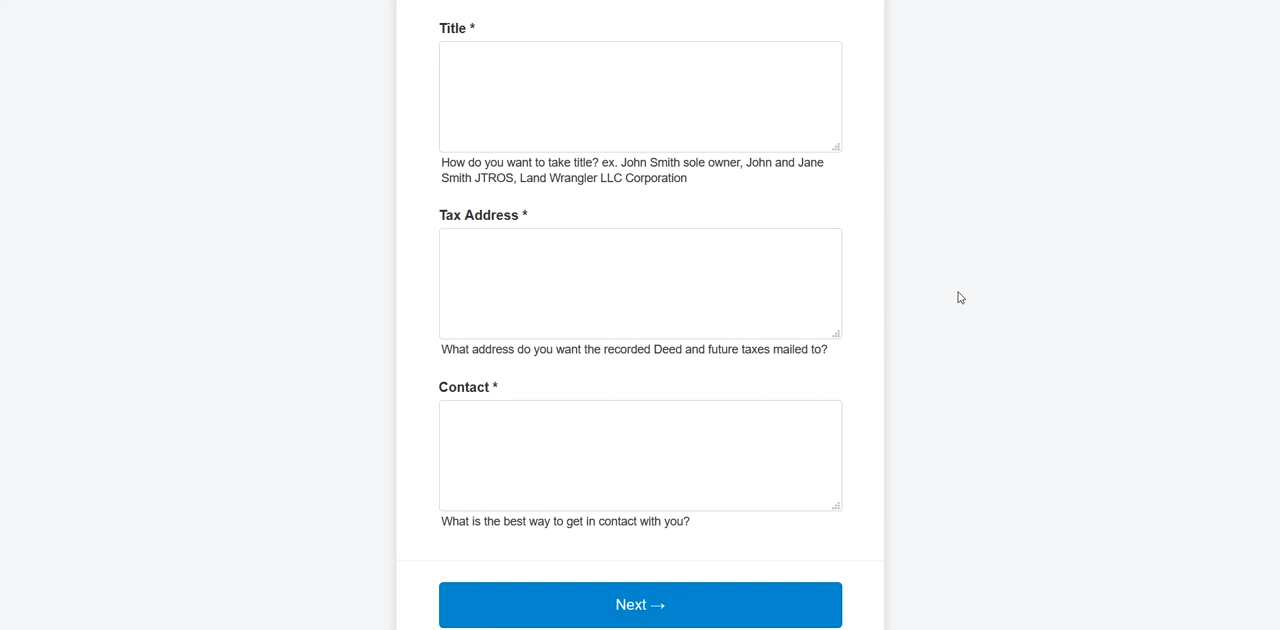 Title *
How do you want to take title? ex. John Smith sole owner, John and Jane
Smith JTROS, Land Wrangler LLC Corporation
Tax Address *
What address do you want the recorded Deed and future taxes mailed to?
Contact *
What is the best way to get in contact with you?
Next →